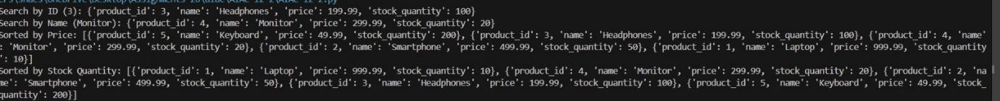 Search by ID (3): {'product_id': 3, 'name': 'Headphones', 'price': 199.99, 'stock_quantity': 100}
Search by Name (Monitor): {'product_id': 4, 'name': 'Monitor', 'price': 299.99, 'stock_quantity': 20}
Sorted by Price: [{'product_id': 5, 'name': 'Keyboard', 'price': 49.99, 'stock_quantity': 200}, {'product_id': 3, 'name': 'Headphones', 'price': 199.99, 'stock_quantity': 100}, {'product_id': 4, 'name'
: 'Monitor', 'price': 299.99, 'stock_quantity': 20}, {'product_id': 2, 'name': 'Smartphone', 'price': 499.99, 'stock_quantity': 50}, {'product_id': 1, 'name': 'Laptop', 'price': 999.99, 'stock_quantity
': 10}]
Sorted by Stock Quantity: [{'product_id': 1, 'name': 'Laptop', 'price': 999.99, 'stock_quantity': 10}, {'product_id': 4, 'name': 'Monitor', 'price': 299.99, 'stock_quantity': 20}, {'product_id': 2, 'na
me': 'Smartphone', 'price': 499.99, 'stock_quantity': 50}, {'product_id': 3, 'name': 'Headphones', 'price': 199.99, 'stock_quantity': 100}, {'product_id': 5, 'name': 'Keyboard', 'price': 49.99, 'stock_
quantity': 200}]